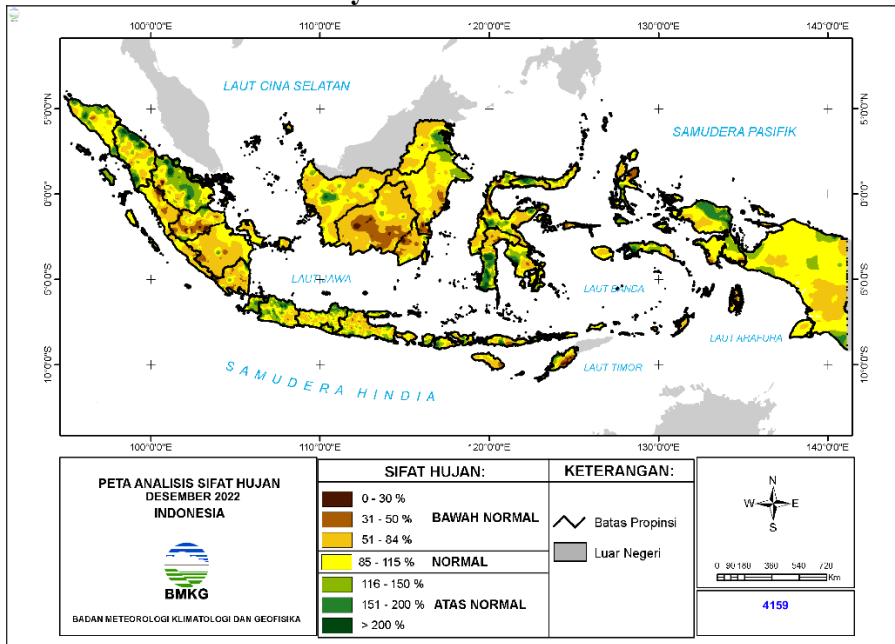 100°0'0"E 110°0'0"E 120°0'0"E 130°0'0"E 140°0'0"E
LAUT CINA SELATAN
SAMUDERA PASIFIK
5°0'0"N 5°0'0"N
0°0'0" 0°0'0"
LAUT JAWA
LAUT BANDA
5°0'0"S 5°0'0"S
LAUT ARAFURA
LAUT TIMOR
10°0'0"S 10°0'0"S
SAMUDERA HINDIA
100°0'0"E 110°0'0"E 120°0'0"E 130°0'0"E 140°0'0"E
PETA ANALISIS SIFAT HUJAN
DESEMBER 2022
INDONESIA
BMKG
BADAN METEOROLOGI KLIMATOLOGI DAN GEOFISIKA
SIFAT HUJAN:
0 - 30 %
31 - 50 % BAWAH NORMAL
51 - 84 %
85 - 115 % NORMAL
116 - 150 %
151 - 200 % ATAS NORMAL
> 200 %
KETERANGAN:
Batas Propinsi
Luar Negeri
N
W E
S
0 90 180 360 540 720
Km
4159